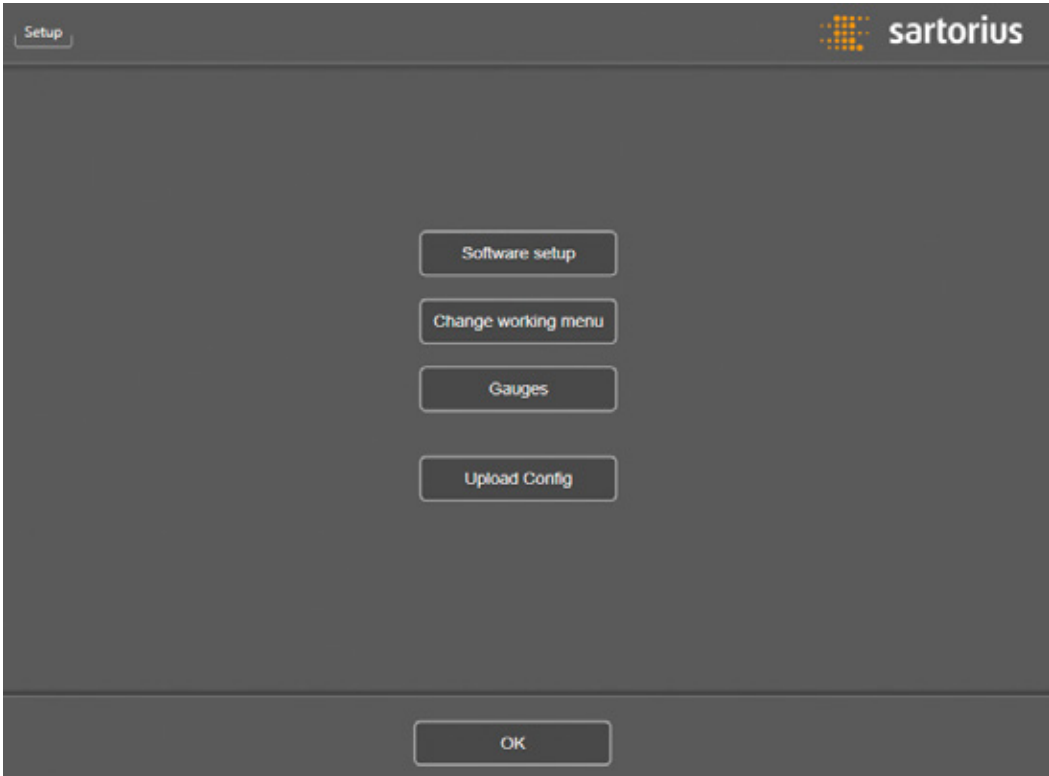 Setup
sartorius
Software setup
Change working menu
Gauges
Upload Config
OK